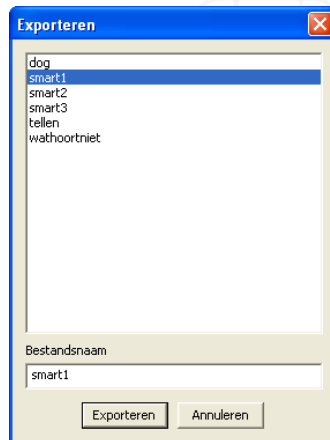 Exporteren
dog
smart1
smart2
smart3
tellen
wathoortniet
Bestandsnaam
smart1
Exporteren Annuleren